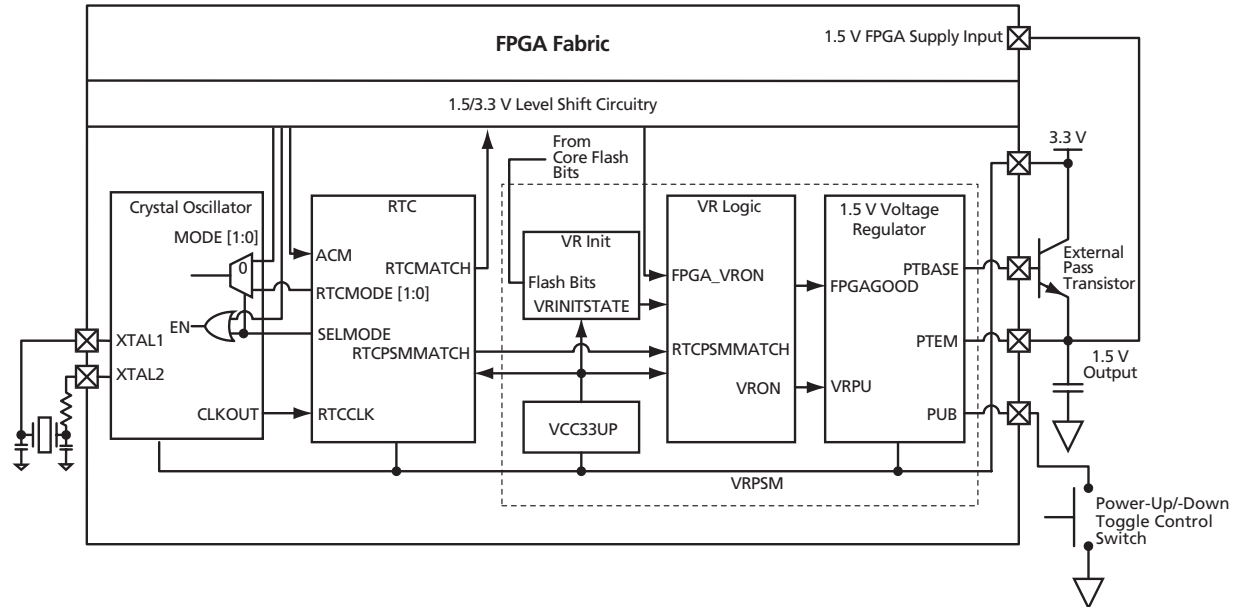 FPGA Fabric
1.5 V FPGA Supply Input
1.5/3.3 V Level Shift Circuitry
From
Core Flash
Bits
3.3 V
Crystal Oscillator
MODE [1:0]
0
EN
XTAL1
XTAL2
CLKOUT
RTC
ACM
RTCMATCH
RTCMODE [1:0]
SELMODE
RTCPSMMATCH
RTCCLK
VR Init
Flash Bits
VRINITSTATE
VCC33UP
VR Logic
FPGA_VRON
RTCPSMMATCH
VRON
1.5 V Voltage
Regulator
PTBASE
FPGAGOOD
PTEM
VRPU
PUB
VRPSM
External
Pass
Transistor
1.5 V
Output
Power-Up/-Down
Toggle Control
Switch